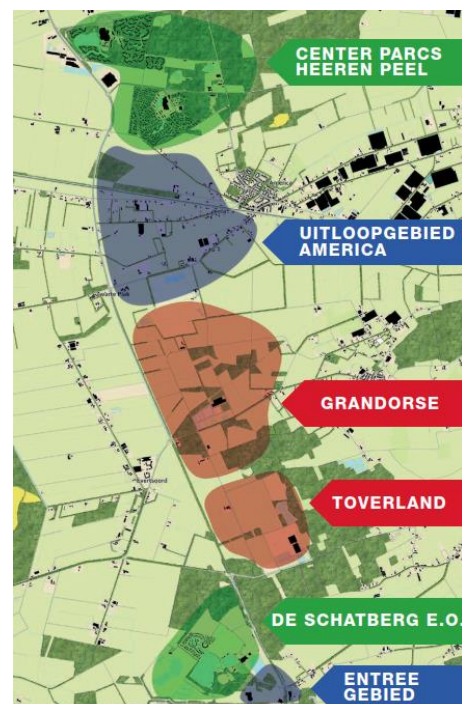 CENTER PARCS
HEEREN PEEL
UITLOOPGEBIED
AMERICA
GRANDORSE
TOVERLAND
DE SCHATBERG E.O.
ENTREE
GEBIED